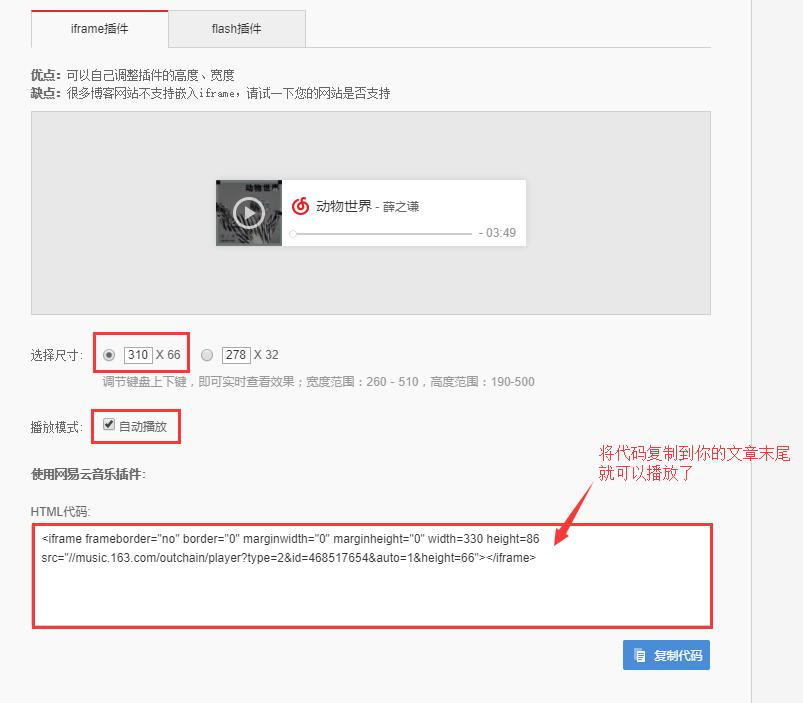 iframe插件
flash插件
优点：可以自己调整插件的高度、宽度
缺点：很多博客网站不支持嵌入iframe，请试一下您的网站是否支持
动物世界
动物世界 - 薛之谦
- 03:49
选择尺寸： 310 X 66 278 X 32
调节键盘上下键，即可实时查看效果；宽度范围：260 - 510，高度范围：190-500
播放模式： 自动播放
将代码复制到你的文章末尾
就可以播放了
使用网易云音乐插件：
HTML代码:
<iframe frameborder="no" border="0" marginwidth="0" marginheight="0" width=330 height=86
src="//music.163.com/outchain/player?type=2&id=468517654&auto=1&height=66"></iframe>
复制代码